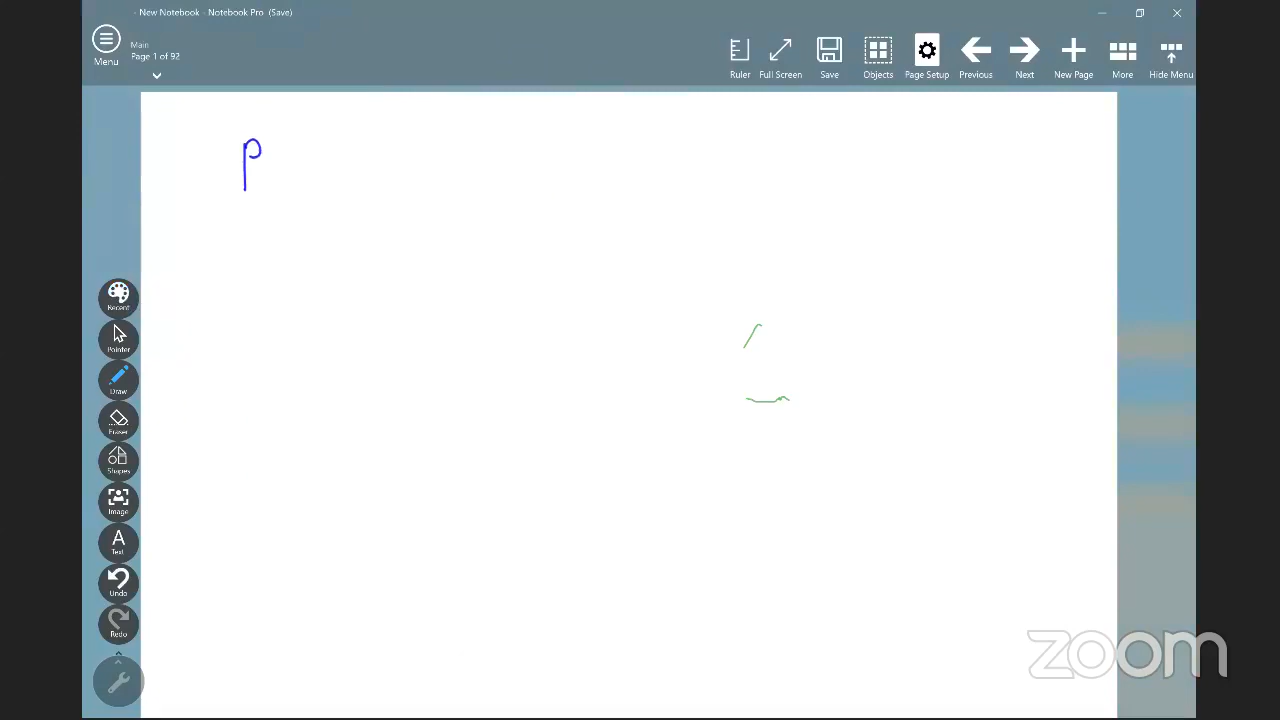 - New Notebook - Notebook Pro (Save)
Menu
Main
Page 1 of 92
Ruler
Full Screen
Save
Objects
Page Setup
Previous
Next
New Page
More
Hide Menu
P
Recent
Pointer
Draw
Eraser
Shapes
Image
A
Text
Undo
Redo
zoom